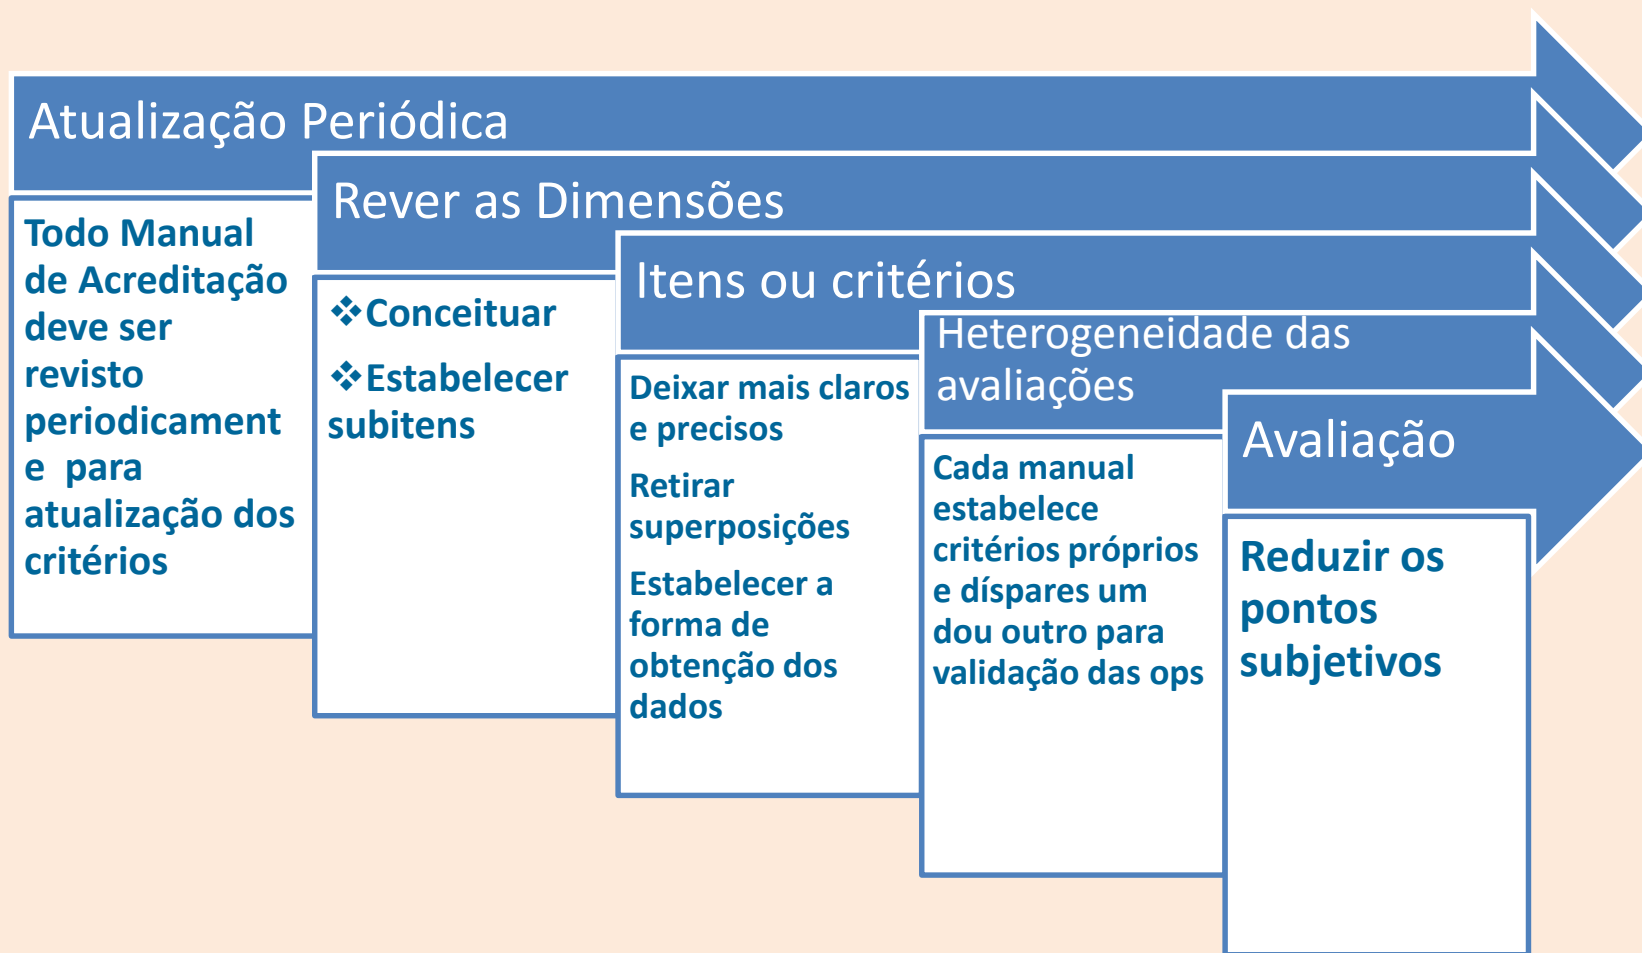 Atualização Periódica
Todo Manual
de Acreditação
deve ser
revisto
periodicament
e  para
atualização dos
critérios
Rever as Dimensões
❖Conceituar
❖Estabelecer
subitens
Itens ou critérios
Deixar mais claros
e precisos
Retirar
superposições
Estabelecer a
forma de
obtenção dos
dados
Heterogeneidade das
avaliações
Cada manual
estabelece
critérios próprios
e díspares um
dou outro para
validação das ops
Avaliação
Reduzir os
pontos
subjetivos